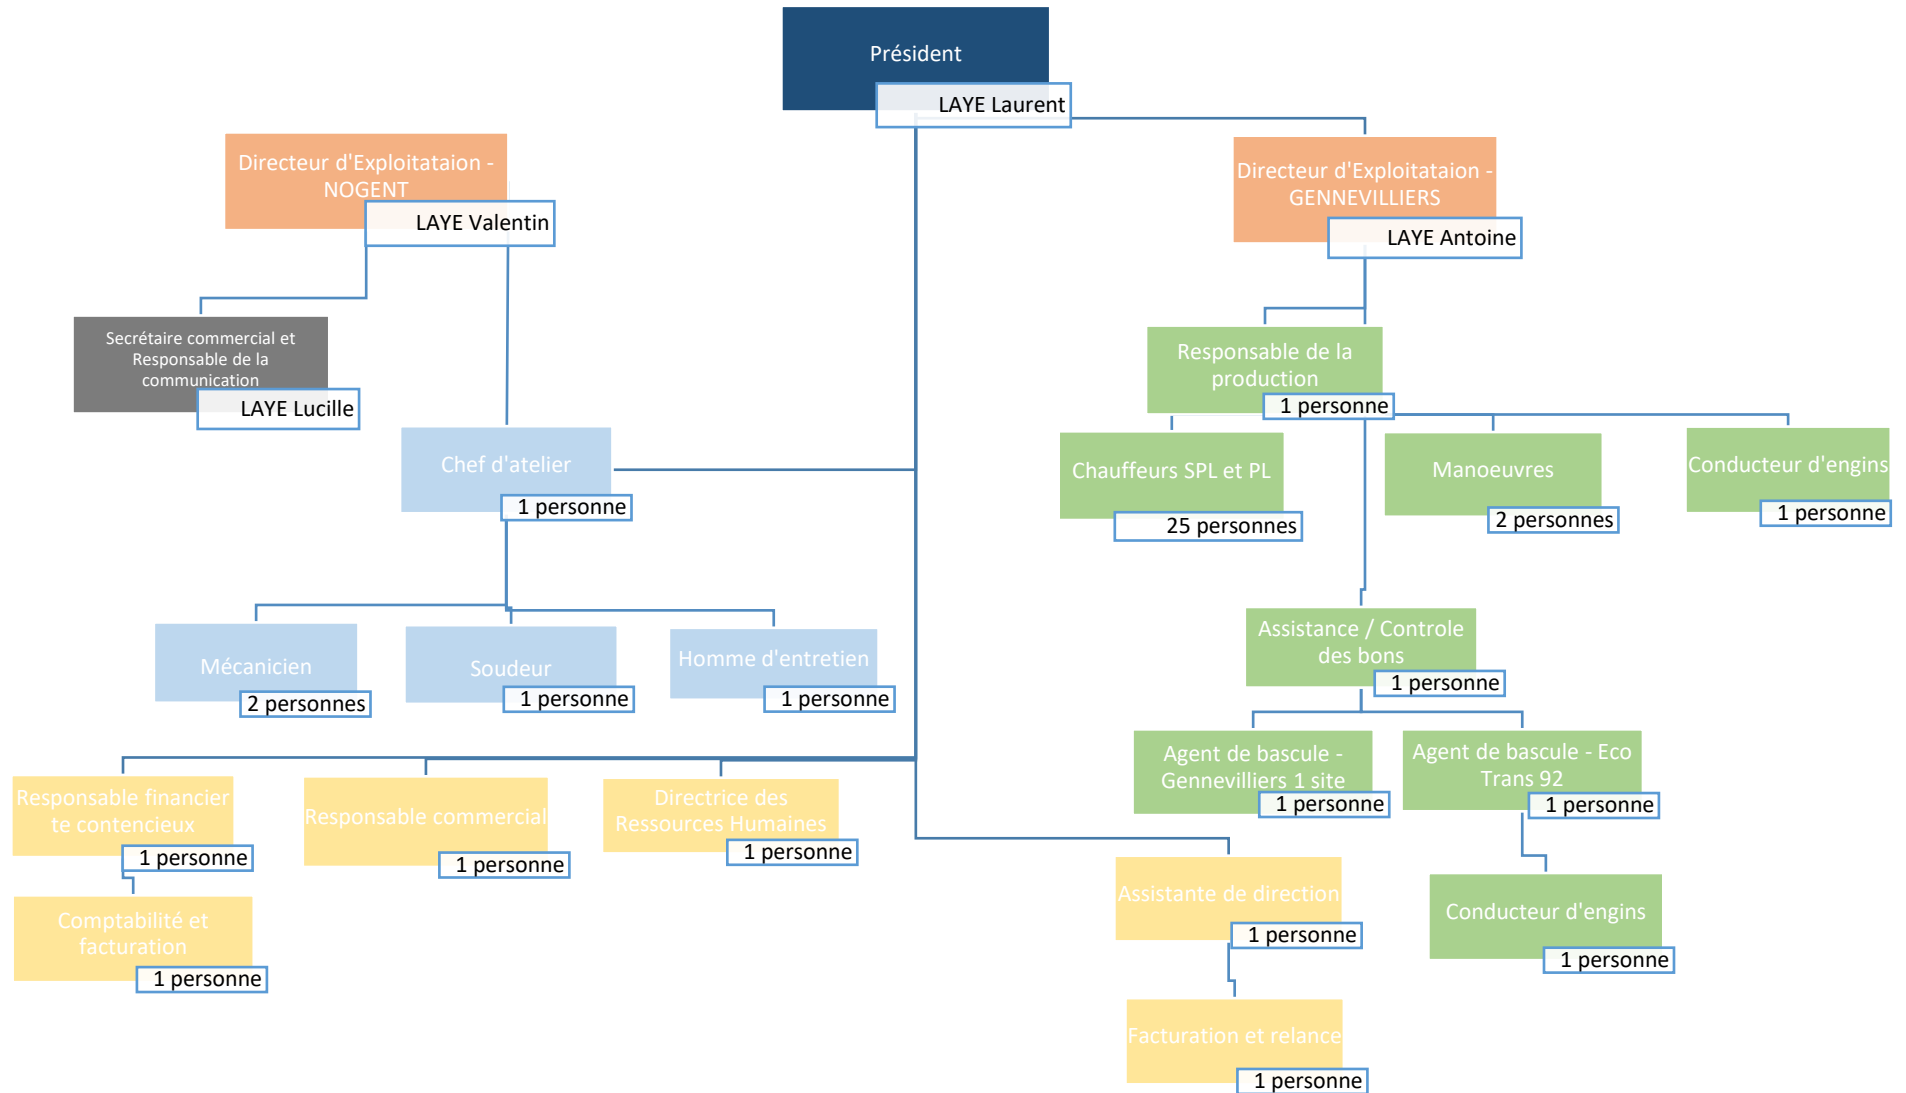 Président
LAYE Laurent
Directeur d'Exploitataion -
NOGENT
LAYE Valentin
Directeur d'Exploitataion -
GENNEVILLIERS
LAYE Antoine
Secrétaire commercial et
Responsable de la
communication
LAYE Lucille
Responsable de la
production
1 personne
Chef d'atelier
1 personne
Chauffeurs SPL et PL
25 personnes
Manoeuvres
2 personnes
Conducteur d'engins
1 personne
Mécanicien
2 personnes
Soudeur
1 personne
Homme d'entretien
1 personne
Assistance / Controle
des bons
1 personne
Agent de bascule -
Gennevilliers 1 site
1 personne
Agent de bascule - Eco
Trans 92
1 personne
Responsable financier
te contencieux
1 personne
Responsable commercial
1 personne
Directrice des
Ressources Humaines
1 personne
Assistante de direction
1 personne
Conducteur d'engins
1 personne
Comptabilité et
facturation
1 personne
Facturation et relance
1 personne